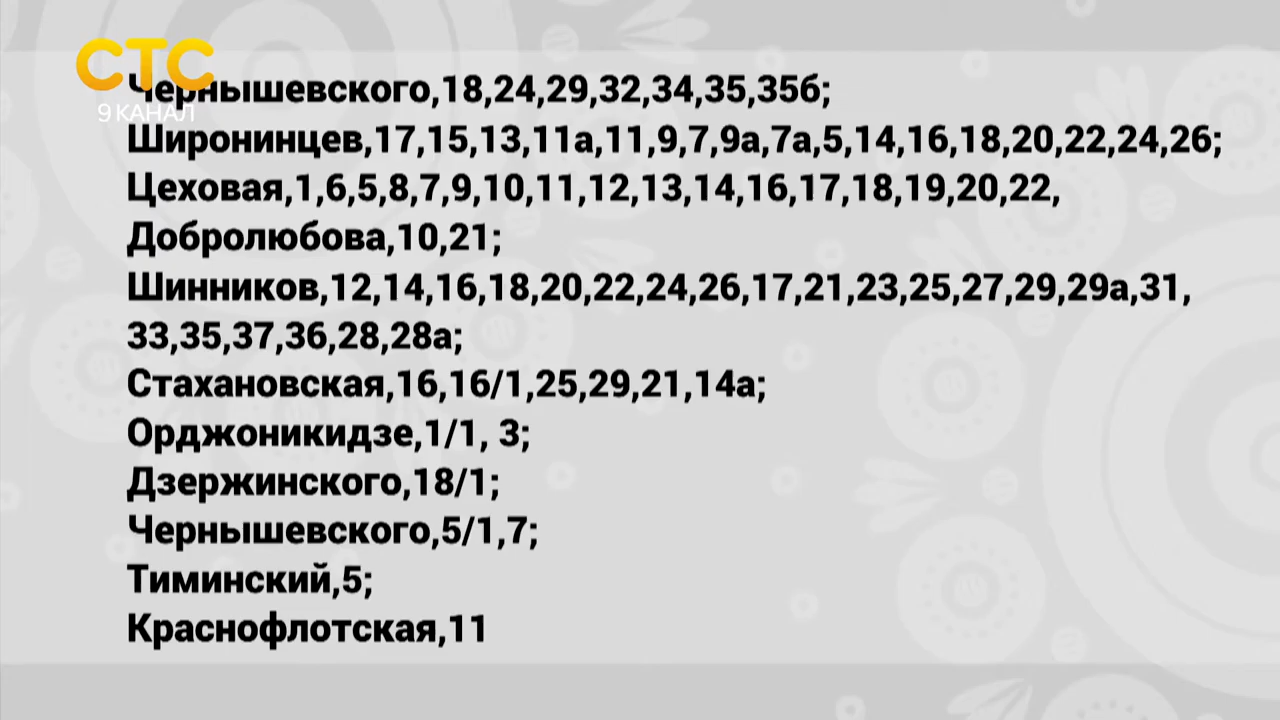 СТС
9 КАНАЛ
Чернышевского,18,24,29,32,34,35,35б;
Широнинцев,17,15,13,11а,11,9,7,9а,7а,5,14,16,18,20,22,24,26;
Цеховая,1,6,5,8,7,9,10,11,12,13,14,16,17,18,19,20,22,
Добролюбова,10,21;
Шинников,12,14,16,18,20,22,24,26,17,21,23,25,27,29,29а,31,
33,35,37,36,28,28а;
Стахановская,16,16/1,25,29,21,14а;
Орджоникидзе,1/1, 3;
Дзержинского,18/1;
Чернышевского,5/1,7;
Тиминский,5;
Краснофлотская,11